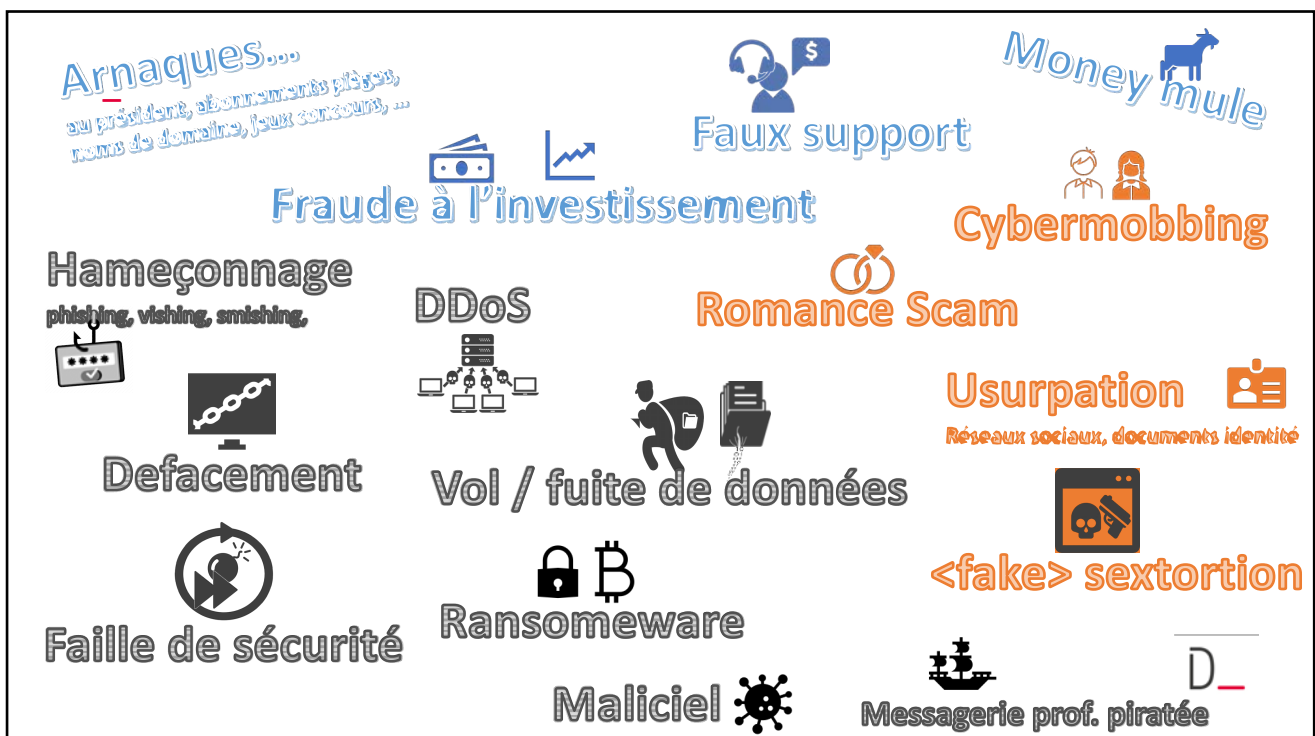 Arnaques...
au président, abonnements pièges,
noms de domaine, jeux concours, ...
$
Faux support
Money mule
Fraude à l'investissement
Cybermobbing
Hameçonnage
phishing, vishing, smishing,
****
DDoS
Romance Scam
Usurpation
Réseaux sociaux, documents identité
Defacement
Vol / fuite de données
<fake> sextortion
Faille de sécurité
Ransomeware
Maliciel
Messagerie prof. piratée
D_